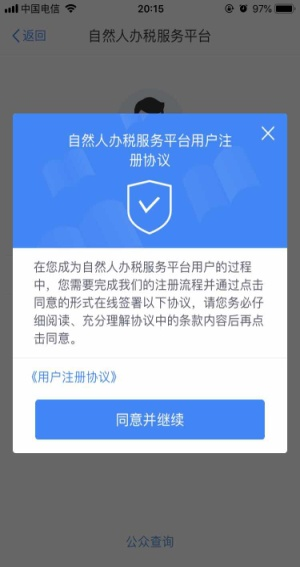 中国电信
20:15
97%
返回
自然人办税服务平台
自然人办税服务平台用户注
册协议
在您成为自然人办税服务平台用户的过程
中，您需要完成我们的注册流程并通过点击
同意的形式在线签署以下协议，请您务必仔
细阅读、充分理解协议中的条款内容后再点
击同意。
《用户注册协议》
同意并继续
公众查询